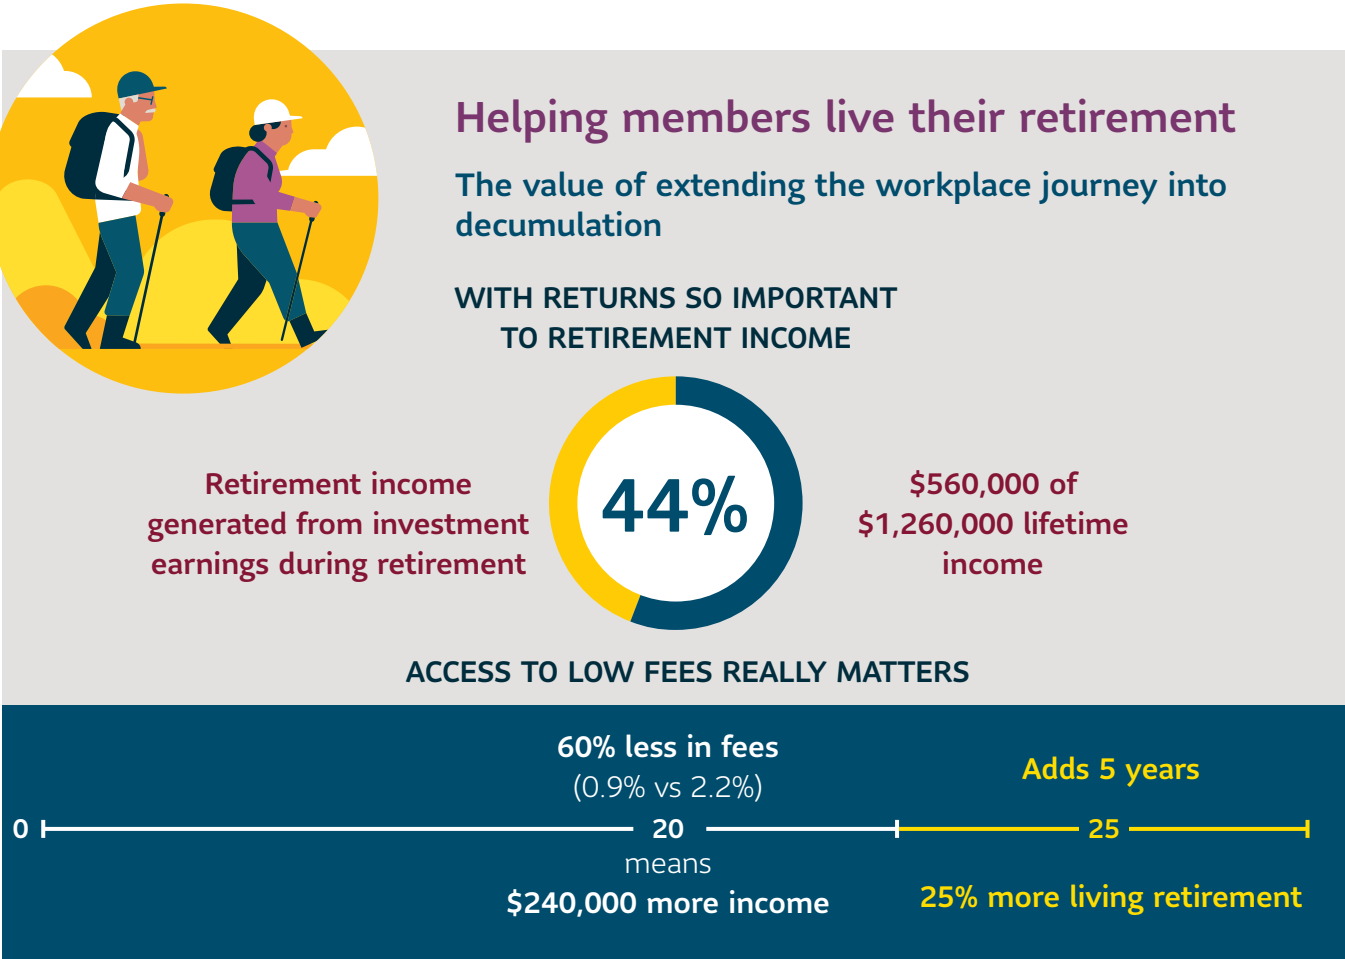 Helping members live their retirement
The value of extending the workplace journey into
decumulation
WITH RETURNS SO IMPORTANT
TO RETIREMENT INCOME
Retirement income
generated from investment
earnings during retirement
44%
$560,000 of
$1,260,000 lifetime
income
ACCESS TO LOW FEES REALLY MATTERS
60% less in fees
(0.9% vs 2.2%)
Adds 5 years
0
20
25
means
$240,000 more income
25% more living retirement